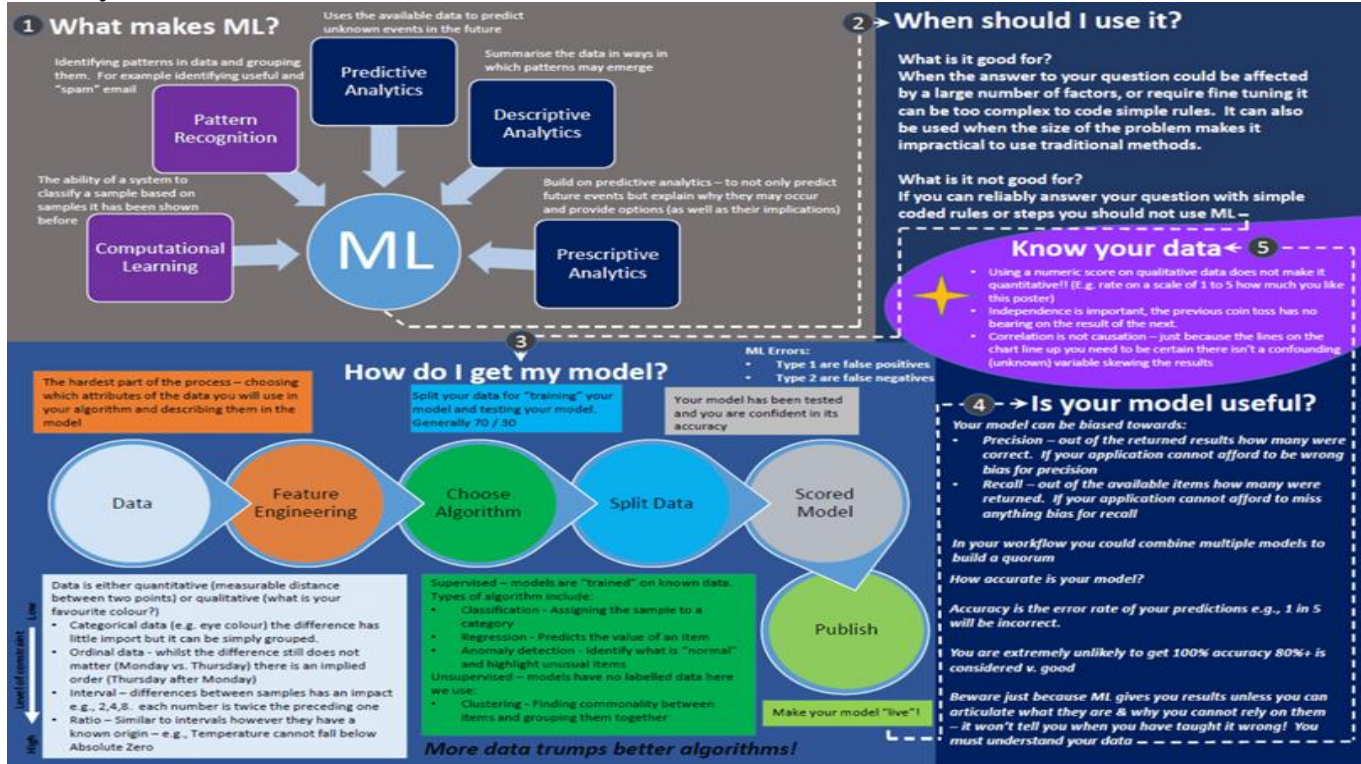 1 What makes ML?
Uses the available data to predict
unknown events in the future
Identifying patterns in data and grouping
them. For example identifying useful and
"spam" email
Predictive
Analytics
Summarise the data in ways in
which patterns may emerge
Pattern
Recognition
Descriptive
Analytics
The ability of a system to
classify a sample based on
samples it has been shown
before
Build on predictive analytics – to not only predict
future events but explain why they may occur
and provide options (as well as their implications)
Computational
Learning
ML
Prescriptive
Analytics
2 When should I use it?
What is it good for?
When the answer to your question could be affected
by a large number of factors, or require fine tuning it
can be too complex to code simple rules. It can also
be used when the size of the problem makes it
impractical to use traditional methods.
What is it not good for?
If you can reliably answer your question with simple
coded rules or steps you should not use ML
3
How do I get my model?
ML Errors:
• Type 1 are false positives
• Type 2 are false negatives
The hardest part of the process – choosing
which attributes of the data you will use in
your algorithm and describing them in the
model
Split your data for "training" your
model and testing your model.
Generally 70 / 30
Your model has been tested
and you are confident in its
accuracy
Data
Feature
Engineering
Choose
Algorithm
Split Data
Scored
Model
Publish
Make your model "live"!
Low
Level of constraint
High
Data is either quantitative (measurable distance
between two points) or qualitative (what is your
favourite colour?)
• Categorical data (e.g. eye colour) the difference has
little import but it can be simply grouped.
• Ordinal data - whilst the difference still does not
matter (Monday vs. Thursday) there is an implied
order (Thursday after Monday)
• Interval – differences between samples has an impact
e.g., 2,4,8. each number is twice the preceding one
• Ratio – Similar to intervals however they have a
known origin – e.g., Temperature cannot fall below
Absolute Zero
Supervised – models are "trained" on known data.
Types of algorithm include:
• Classification - Assigning the sample to a
category
• Regression - Predicts the value of an item
• Anomaly detection - Identify what is "normal"
and highlight unusual items
Unsupervised – models have no labelled data here
we use:
• Clustering - Finding commonality between
items and grouping them together
More data trumps better algorithms!
4 Is your model useful?
Your model can be biased towards:
• Precision – out of the returned results how many were
correct. If your application cannot afford to be wrong
bias for precision
• Recall – out of the available items how many were
returned. If your application cannot afford to miss
anything bias for recall
In your workflow you could combine multiple models to
build a quorum
How accurate is your model?
Accuracy is the error rate of your predictions e.g., 1 in 5
will be incorrect.
You are extremely unlikely to get 100% accuracy 80%+ is
considered v. good
Beware just because ML gives you results unless you can
articulate what they are & why you cannot rely on them
– it won't tell you when you have taught it wrong! You
must understand your data
Know your data 5
• Using a numeric score on qualitative data does not make it
quantitative!! (E.g. rate on a scale of 1 to 5 how much you like
this poster)
• Independence is important, the previous coin toss has no
bearing on the result of the next.
• Correlation is not causation – just because the lines on the
chart line up you need to be certain there isn't a confounding
(unknown) variable skewing the results